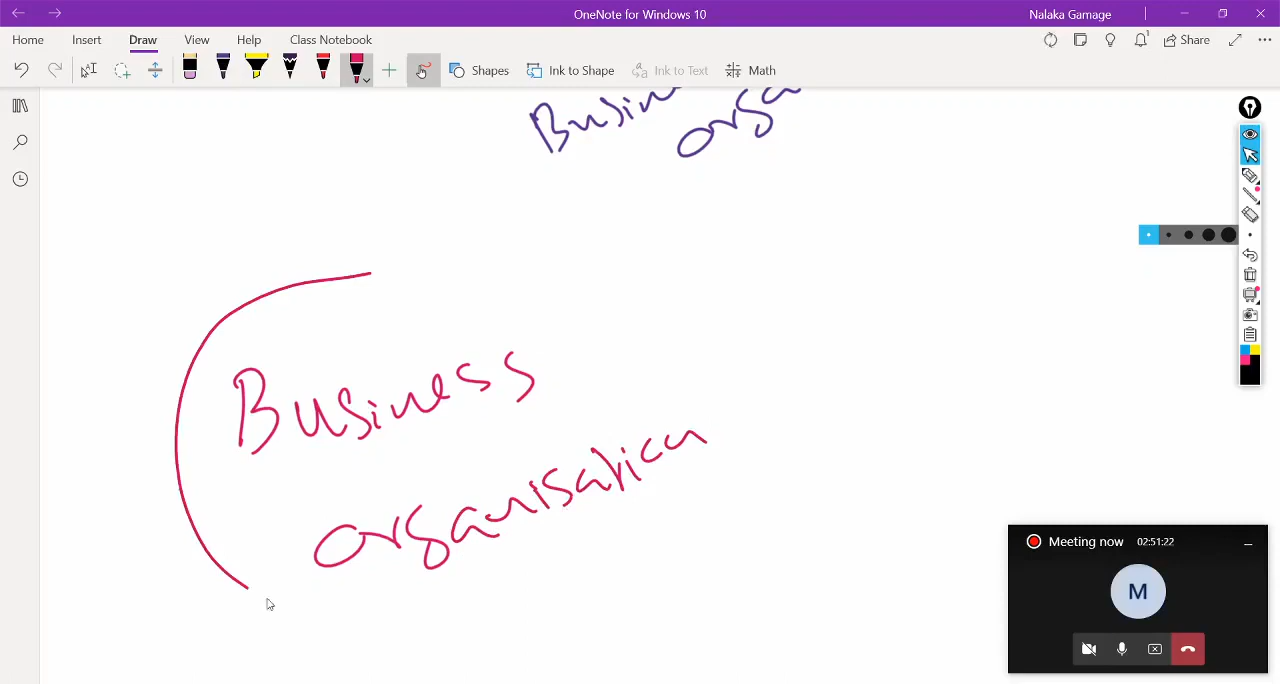 OneNote for Windows 10
Nalaka Gamage
Home Insert Draw View Help Class Notebook
Share
Shapes Ink to Shape Ink to Text Math
Business
organisation
Meeting now 02:51:22
M